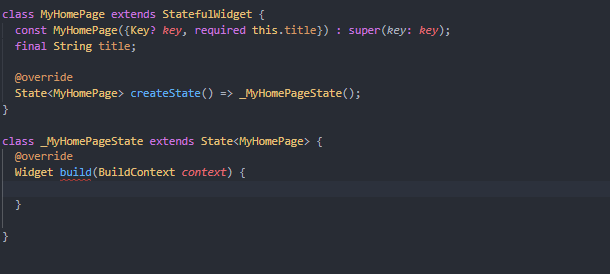 class MyHomePage extends StatefulWidget {
const MyHomePage({Key? key, required this.title}) : super(key: key);
final String title;
@override
State<MyHomePage> createState() => _MyHomePageState();
}
class _MyHomePageState extends State<MyHomePage> {
@override
Widget build(BuildContext context) {
}
}